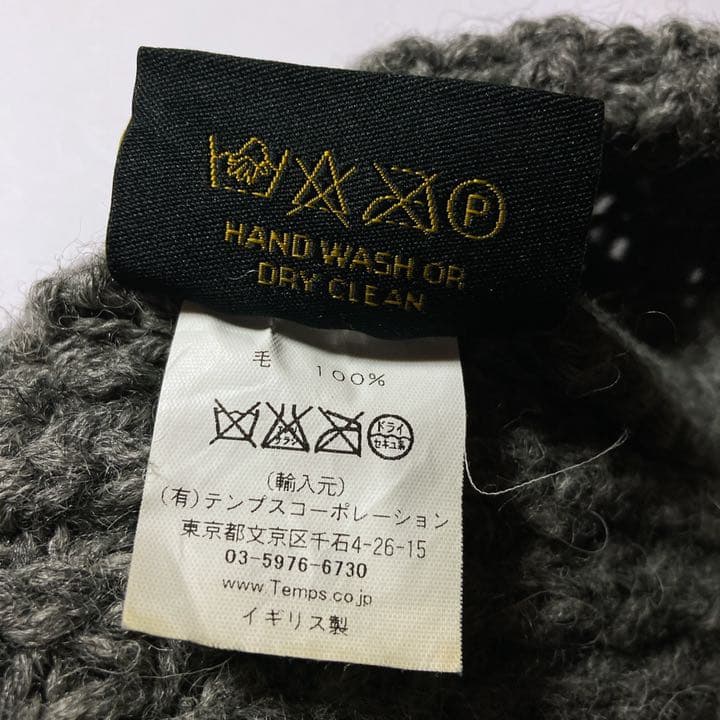 P
HAND WASH OR
DRY CLEAN
毛 100%
ドライ
セキユ系
(輸入元)
(有)テンプスコーポレーション
東京都文京区千石4-26-15
03-5976-6730
www.Temps.co.jp
イギリス製